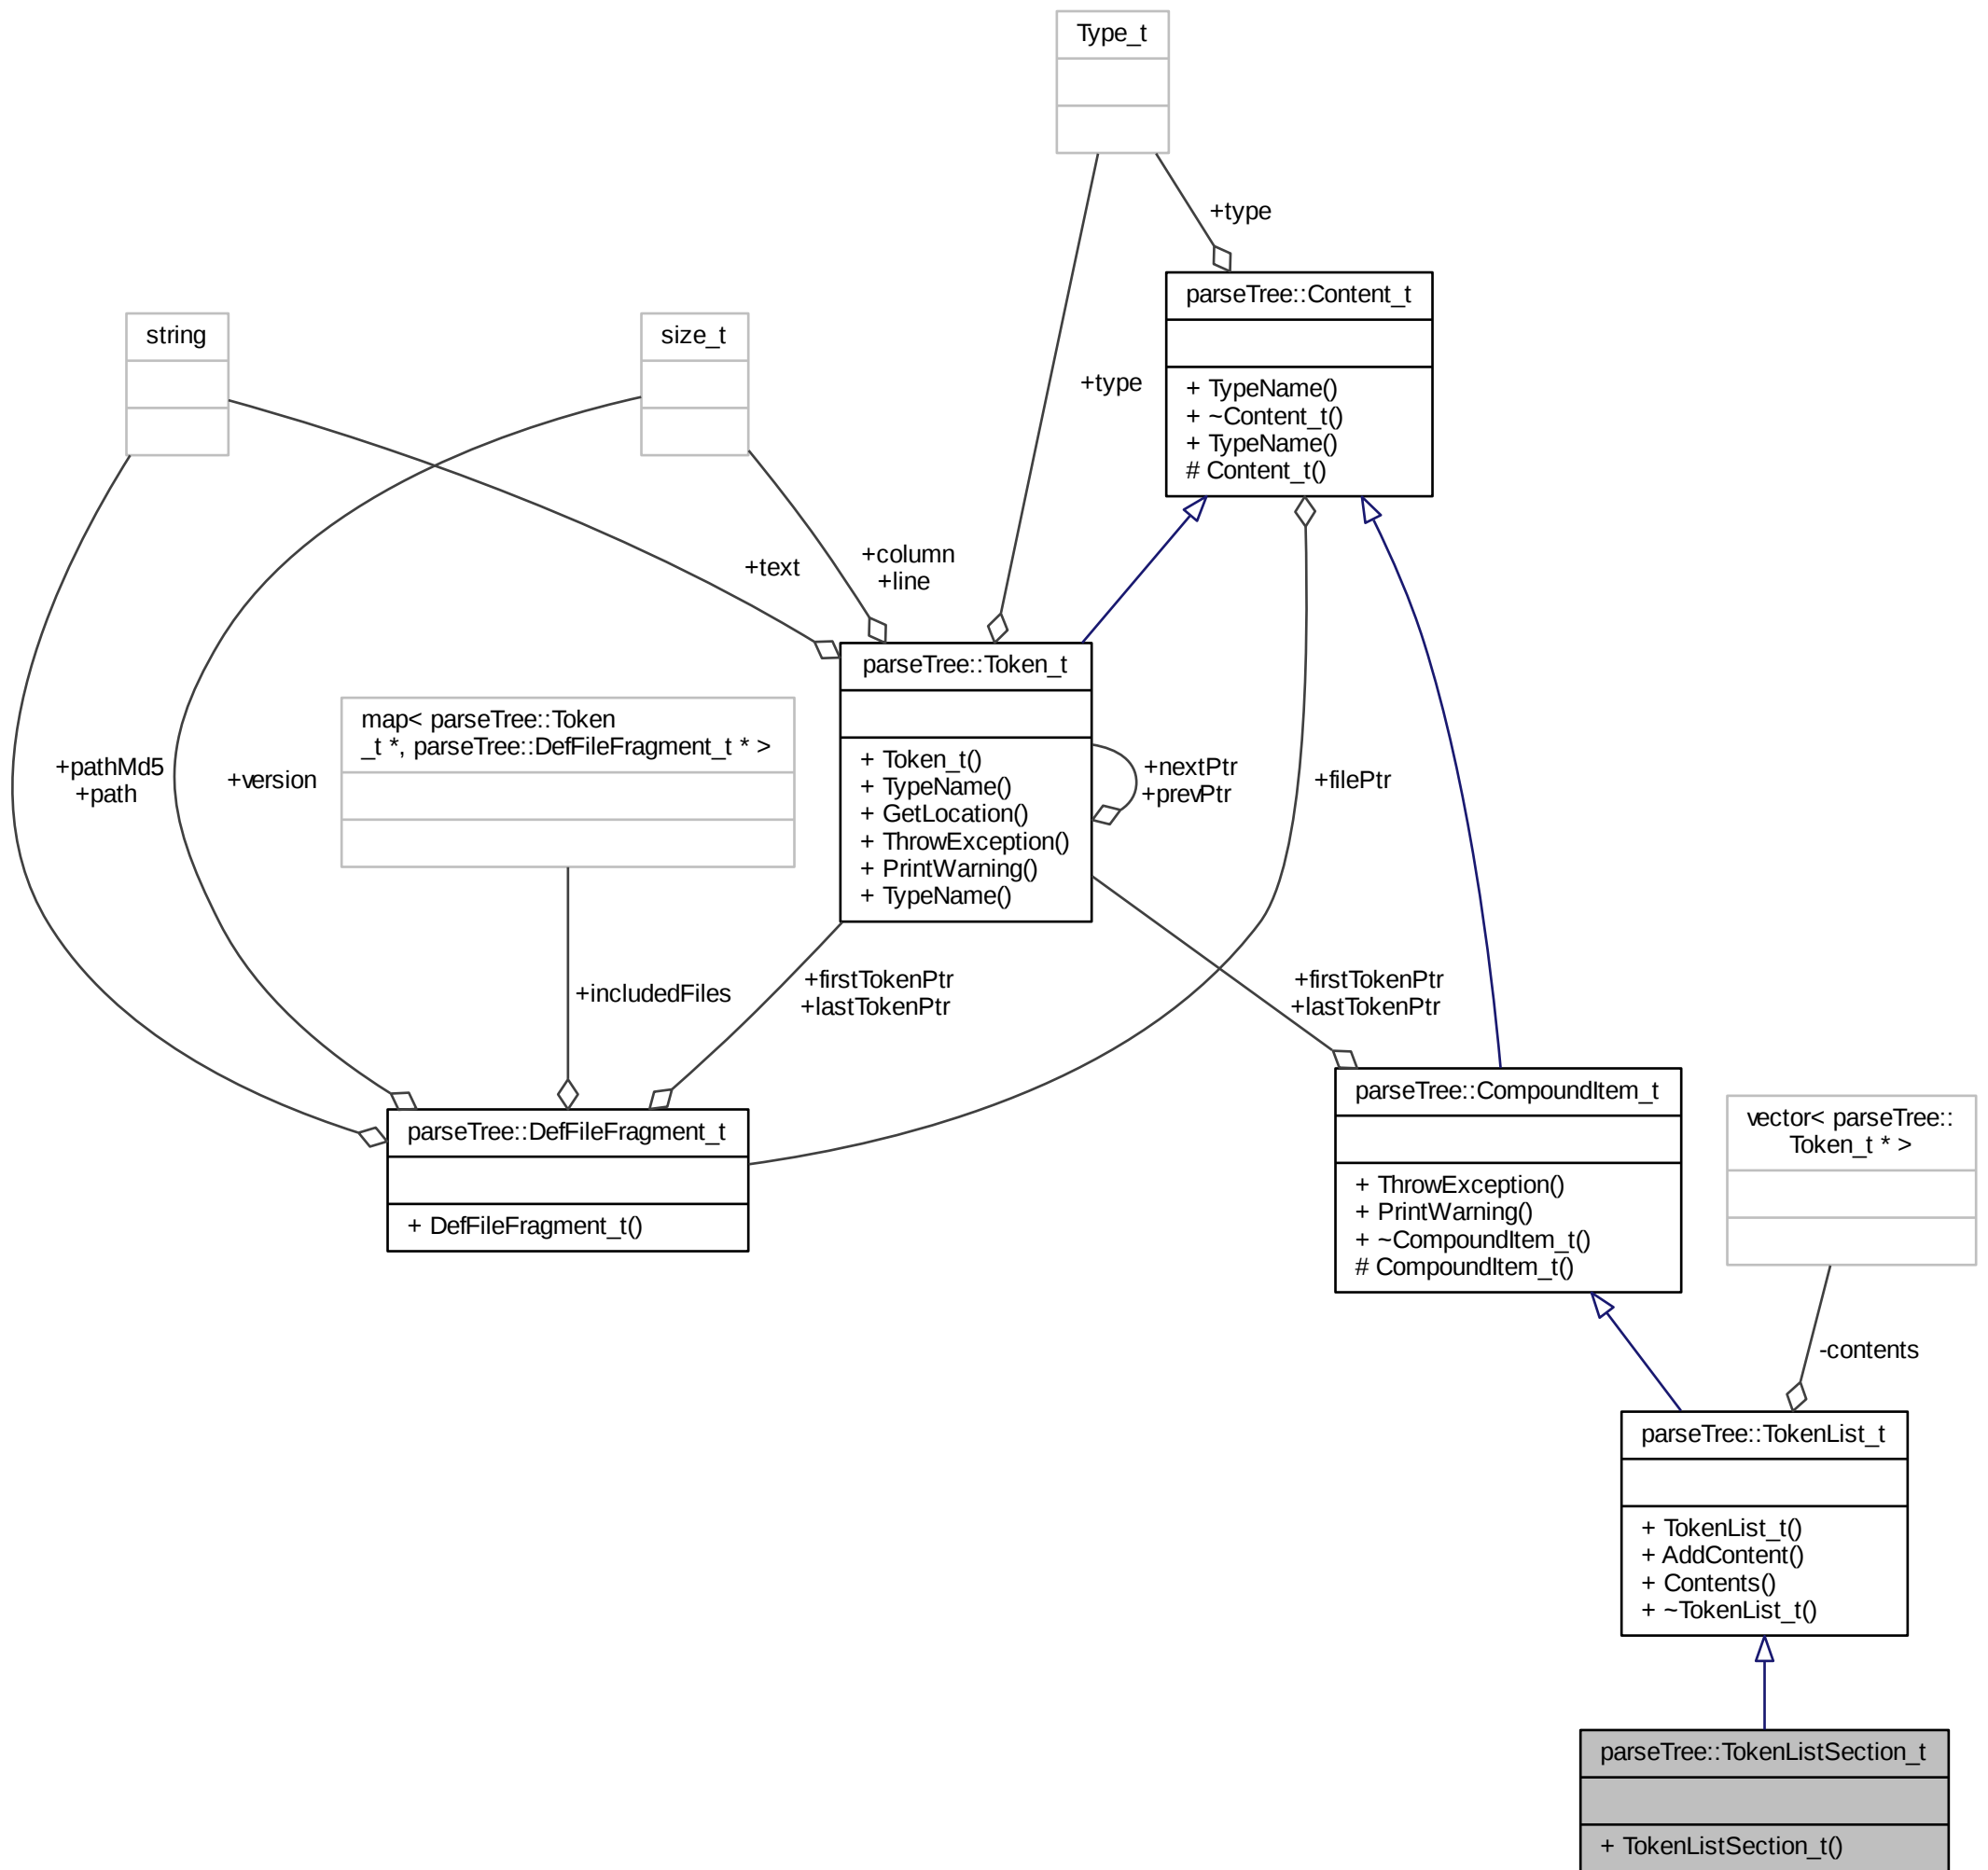 Type_t
+type
parseTree::Content_t
+ TypeName()
+ ~Content_t()
+ TypeName()
# Content_t()
string
size_t
+type
+text
+column
+line
parseTree::Token_t
+ Token_t()
+ TypeName()
+ GetLocation()
+ ThrowException()
+ PrintWarning()
+ TypeName()
map< parseTree::Token
_t *, parseTree::DefFileFragment_t * >
+pathMd5
+path
+version
+nextPtr
+prevPtr
+filePtr
+includedFiles
+firstTokenPtr
+lastTokenPtr
+firstTokenPtr
+lastTokenPtr
parseTree::DefFileFragment_t
+ DefFileFragment_t()
parseTree::CompoundItem_t
+ ThrowException()
+ PrintWarning()
+ ~CompoundItem_t()
# CompoundItem_t()
vector< parseTree::
Token_t * >
-contents
parseTree::TokenList_t
+ TokenList_t()
+ AddContent()
+ Contents()
+ ~TokenList_t()
parseTree::TokenListSection_t
+ TokenListSection_t()